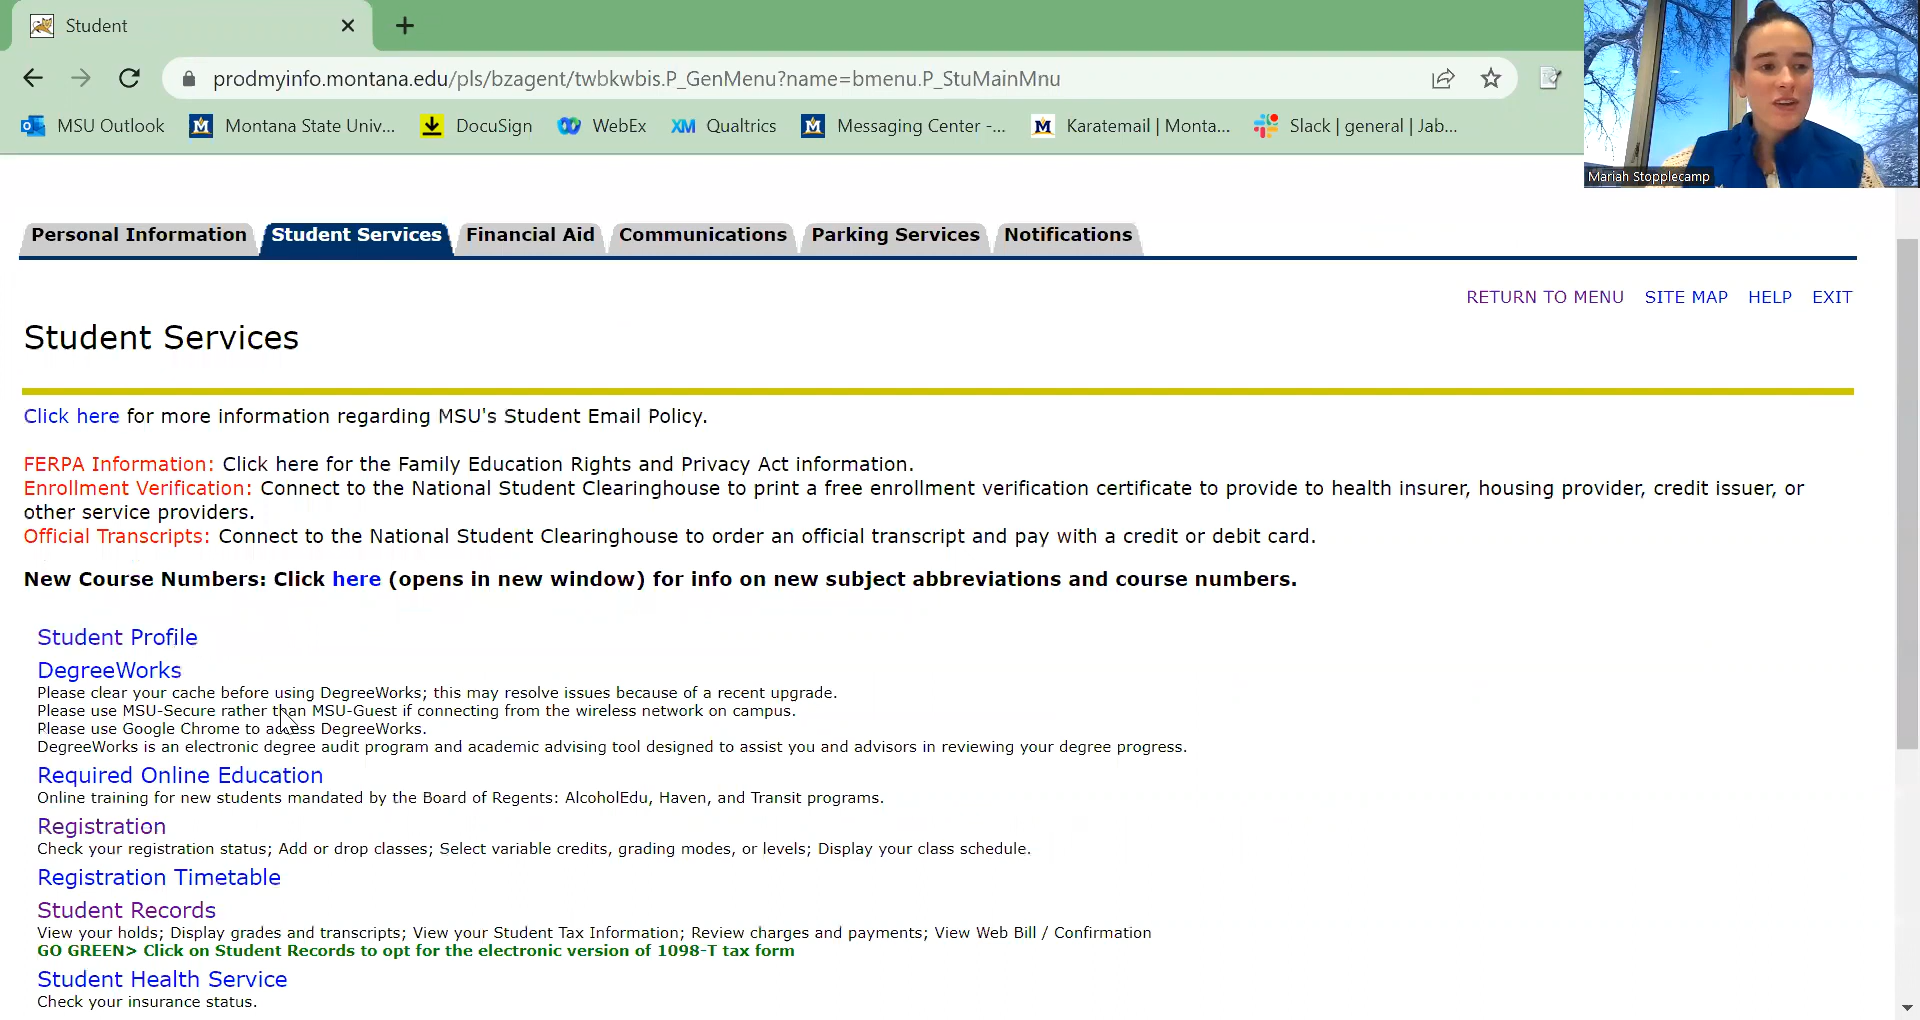 Student
prodmyinfo.montana.edu/pls/bzagent/twbkwbis.P_GenMenu?name=bmenu.P_StuMainMnu
MSU Outlook
Montana State Univ...
DocuSign
WebEx
Qualtrics
Messaging Center -...
Karatemail | Monta...
Slack | general | Jab...
Mariah Stopplecamp
Personal Information
Student Services
Financial Aid
Communications
Parking Services
Notifications
RETURN TO MENU SITE MAP HELP EXIT
Student Services
Click here for more information regarding MSU's Student Email Policy.
FERPA Information: Click here for the Family Education Rights and Privacy Act information.
Enrollment Verification: Connect to the National Student Clearinghouse to print a free enrollment verification certificate to provide to health insurer, housing provider, credit issuer, or
other service providers.
Official Transcripts: Connect to the National Student Clearinghouse to order an official transcript and pay with a credit or debit card.
New Course Numbers: Click here (opens in new window) for info on new subject abbreviations and course numbers.
Student Profile
DegreeWorks
Please clear your cache before using DegreeWorks; this may resolve issues because of a recent upgrade.
Please use MSU-Secure rather than MSU-Guest if connecting from the wireless network on campus.
Please use Google Chrome to access DegreeWorks.
DegreeWorks is an electronic degree audit program and academic advising tool designed to assist you and advisors in reviewing your degree progress.
Required Online Education
Online training for new students mandated by the Board of Regents: AlcoholEdu, Haven, and Transit programs.
Registration
Check your registration status; Add or drop classes; Select variable credits, grading modes, or levels; Display your class schedule.
Registration Timetable
Student Records
View your holds; Display grades and transcripts; View your Student Tax Information; Review charges and payments; View Web Bill / Confirmation
GO GREEN> Click on Student Records to opt for the electronic version of 1098-T tax form
Student Health Service
Check your insurance status.